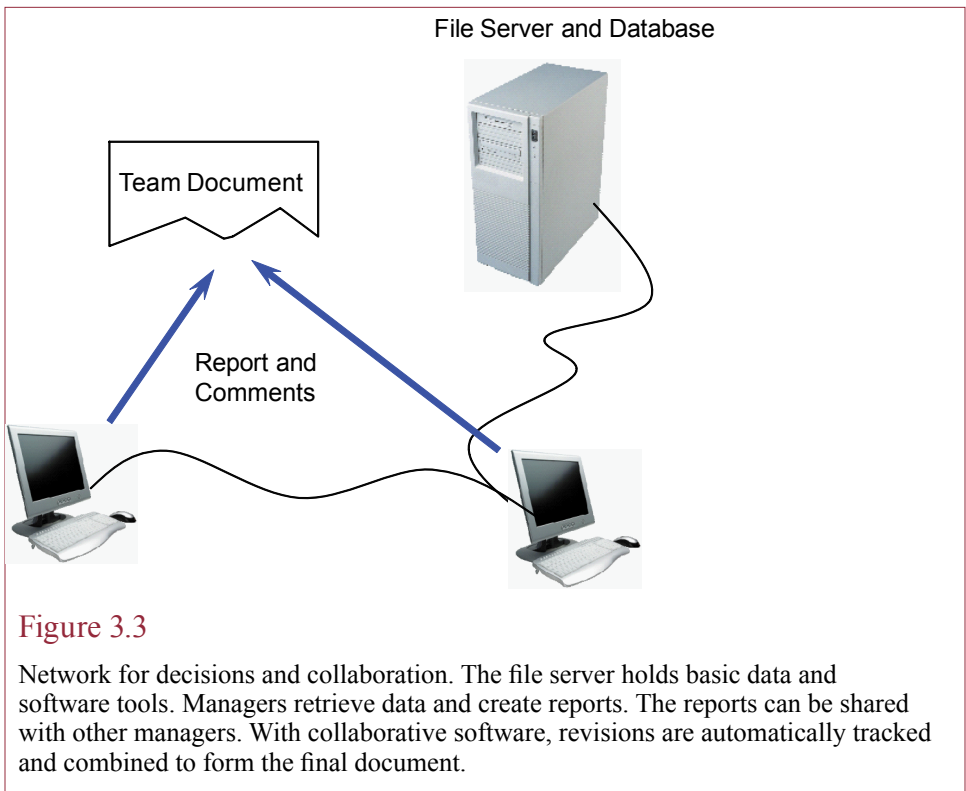 File Server and Database
Team Document
Report and
Comments
Figure 3.3
Network for decisions and collaboration. The file server holds basic data and
software tools. Managers retrieve data and create reports. The reports can be shared
with other managers. With collaborative software, revisions are automatically tracked
and combined to form the final document.